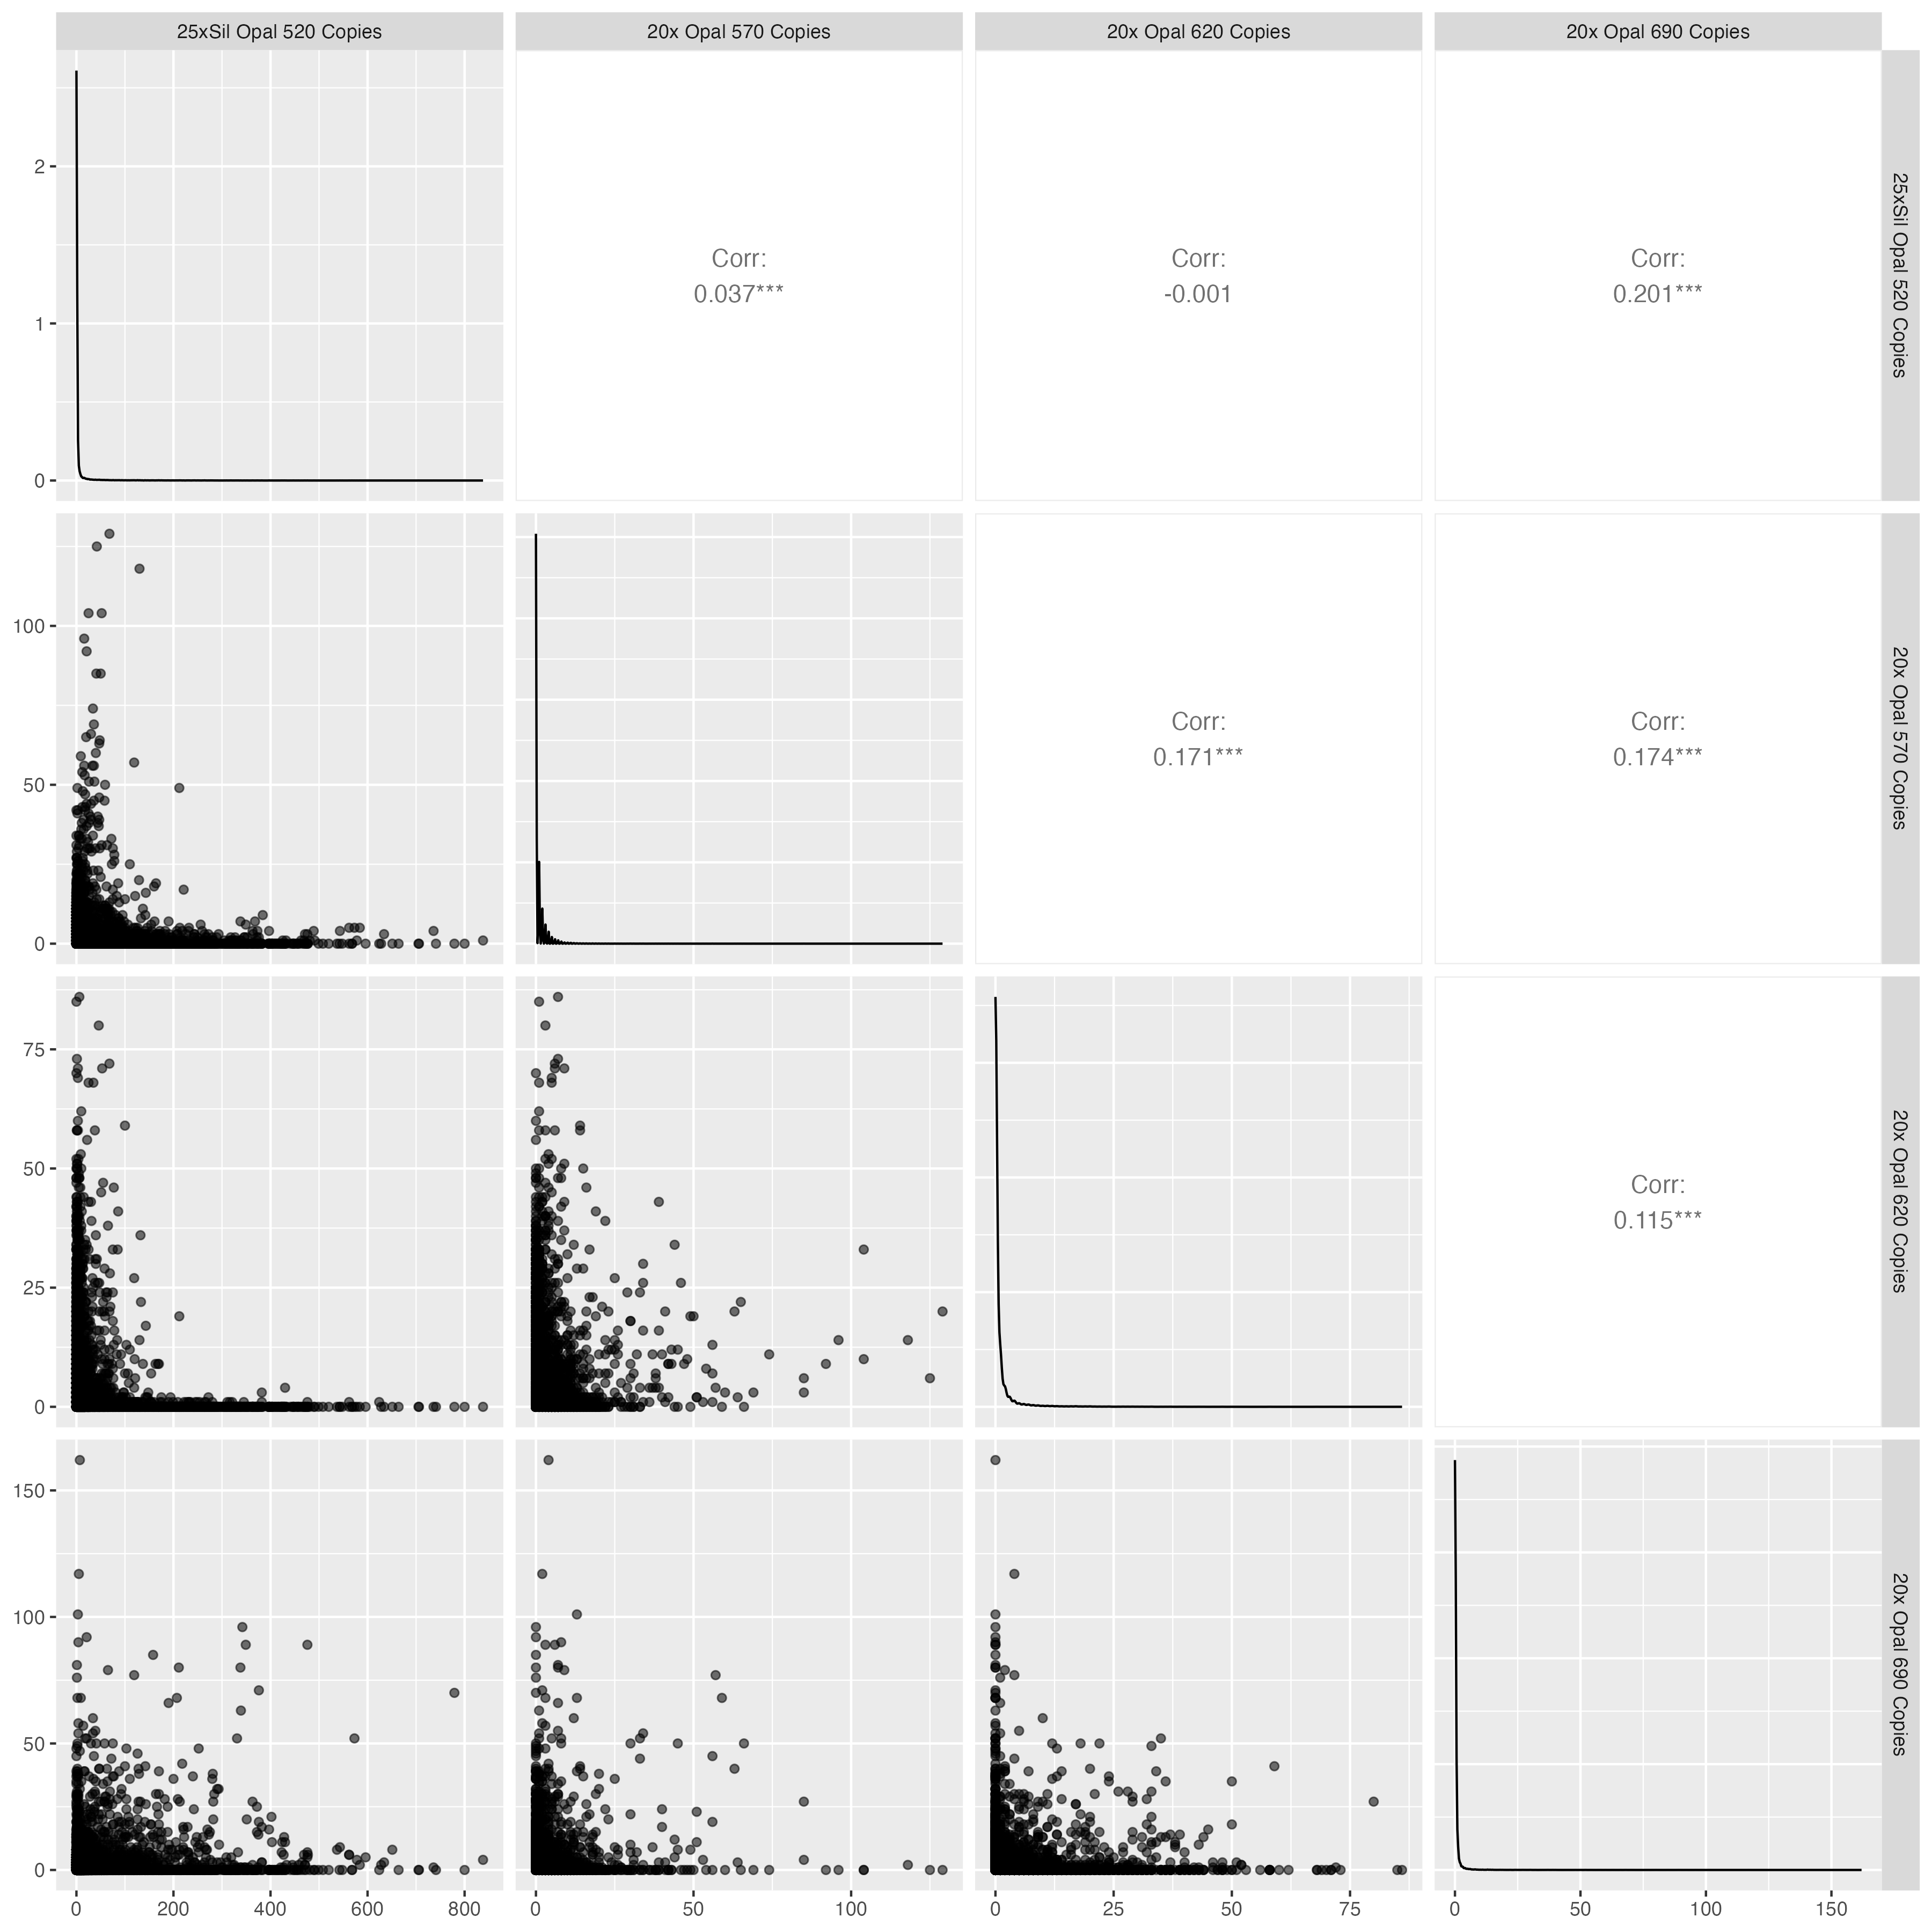 25xSil Opal 520 Copies 20x Opal 570 Copies 20x Opal 620 Copies 20x Opal 690 Copies
2
1
0
Corr:
0.037***
Corr:
-0.001
Corr:
0.201***
25xSil Opal 520 Copies
100
50
0
Corr:
0.171***
Corr:
0.174***
20x Opal 570 Copies
75
50
25
0
Corr:
0.115***
20x Opal 620 Copies
150
100
50
0
20x Opal 690 Copies
0 200 400 600 800 0 50 100 0 25 50 75 0 50 100 150